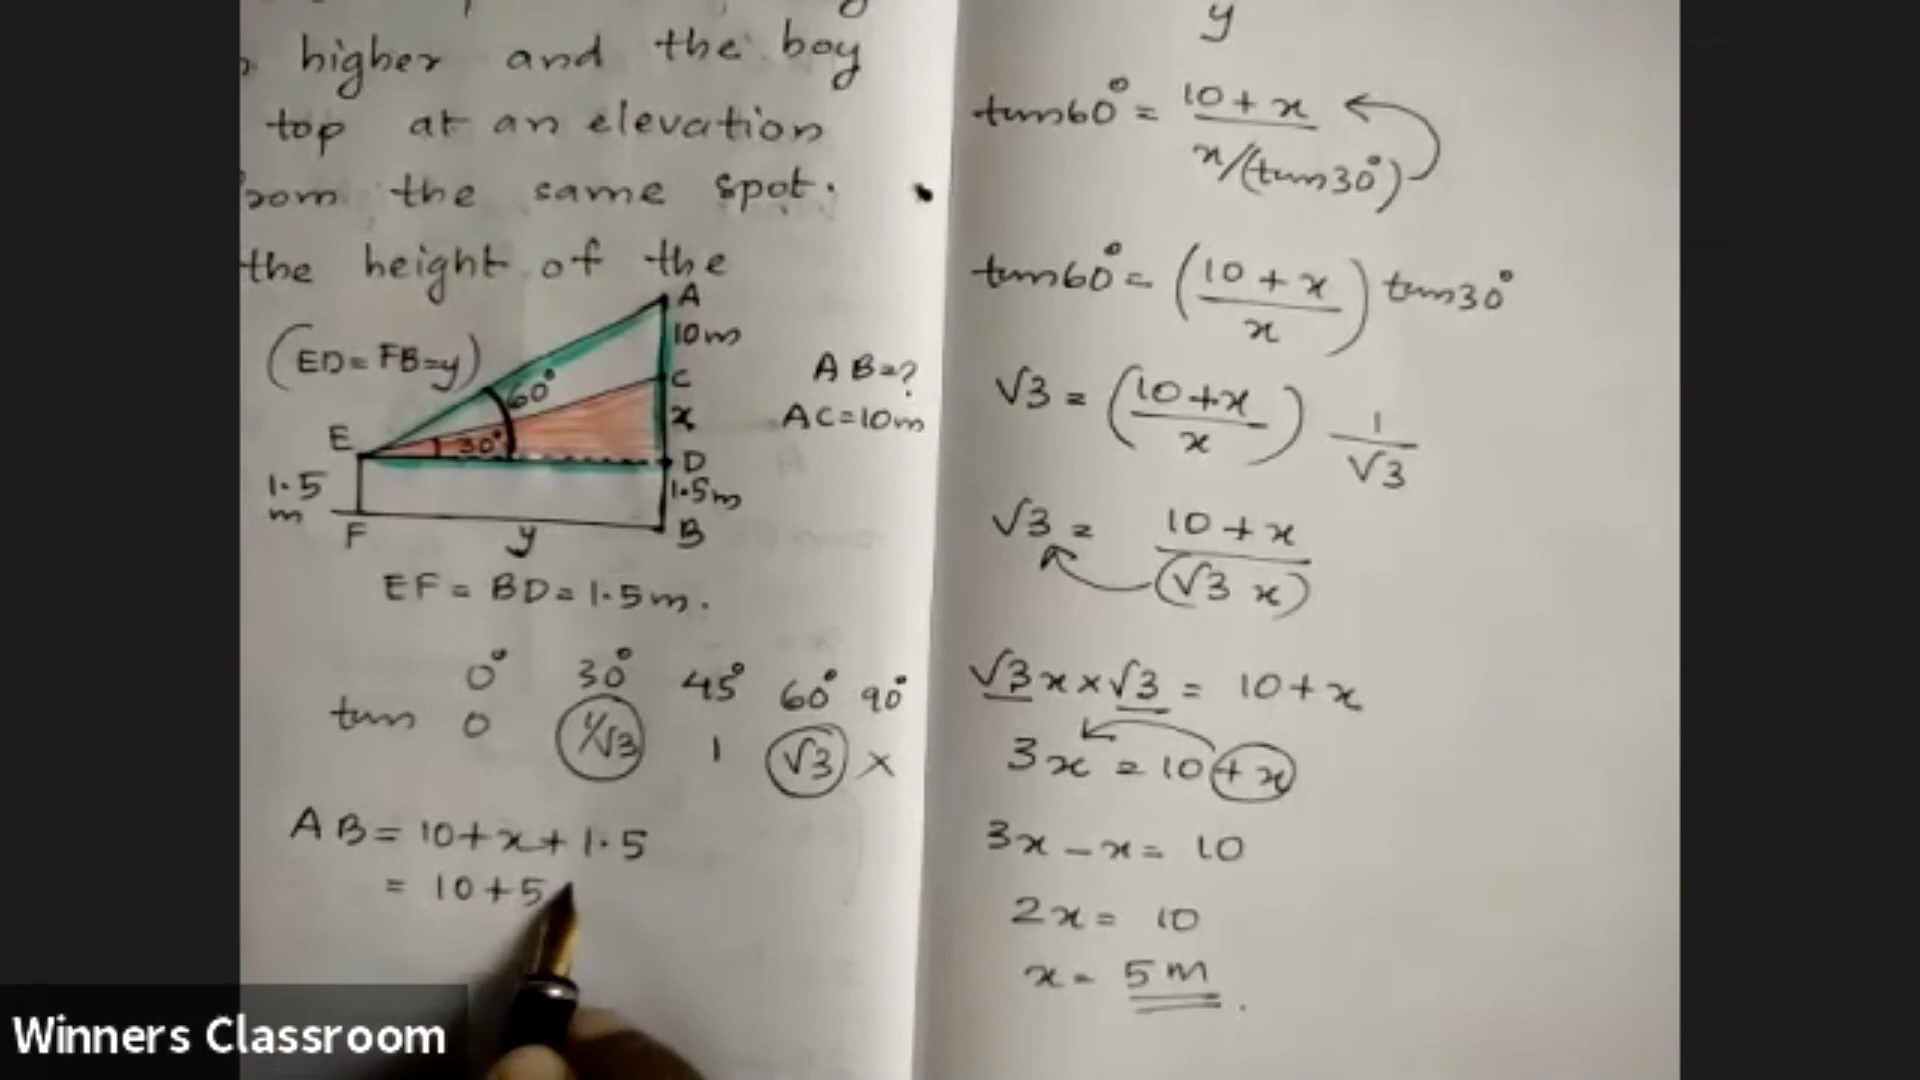 higher and the boy
top at an elevation
the same spot.
the height of the
A
10m
(ED = FB = y)
60°
C
AB = ?
x
AC = 10m
E
30°
D
1.5
m
1.5m
F
y
B
EF = BD = 1.5m.
0° 30° 45° 60° 90°
tan 0 1/√3 1 √3 ×
AB = 10 + x + 1.5
= 10 + 5
y
tan60° = 10 + x / x/(tan30°)
tan60° = (10 + x / x) tan30°
√3 = (10 + x / x) 1/√3
√3 = 10 + x / (√3 x)
√3 x × √3 = 10 + x
3x = 10 + x
3x - x = 10
2x = 10
x = 5m.
Winners Classroom